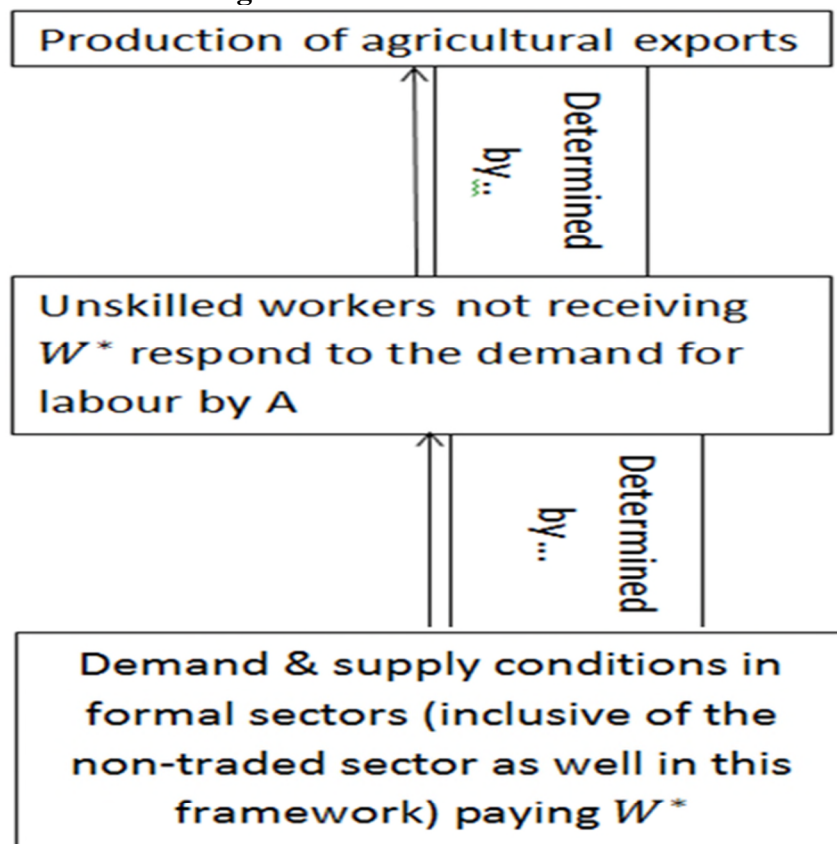 Production of agricultural exports
Determined
by..
Unskilled workers not receiving
W* respond to the demand for
labour by A
Determined
by...
Demand & supply conditions in
formal sectors (inclusive of the
non-traded sector as well in this
framework) paying W*